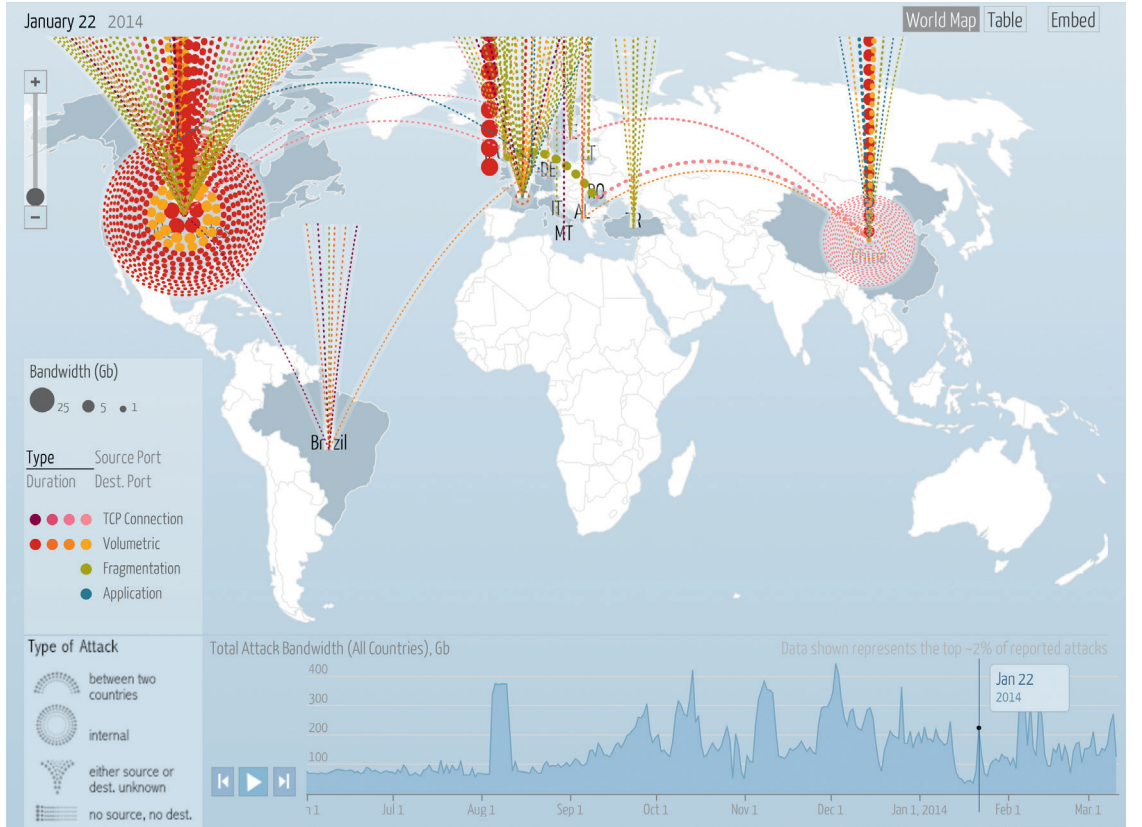 January 22 2014
World Map Table Embed
DE
IT
RO
AL
MT
China
Brazil
Bandwidth (Gb)
25 5 1
Type Source Port
Duration Dest. Port
TCP Connection
Volumetric
Fragmentation
Application
Type of Attack
between two
countries
internal
either source or
dest. unknown
no source, no dest.
Total Attack Bandwidth (All Countries), Gb
Data shown represents the top ~2% of reported attacks
400
300
200
100
Jan 22
2014
n 1 Jul 1 Aug 1 Sep 1 Oct 1 Nov 1 Dec 1 Jan 1, 2014 Feb 1 Mar 1